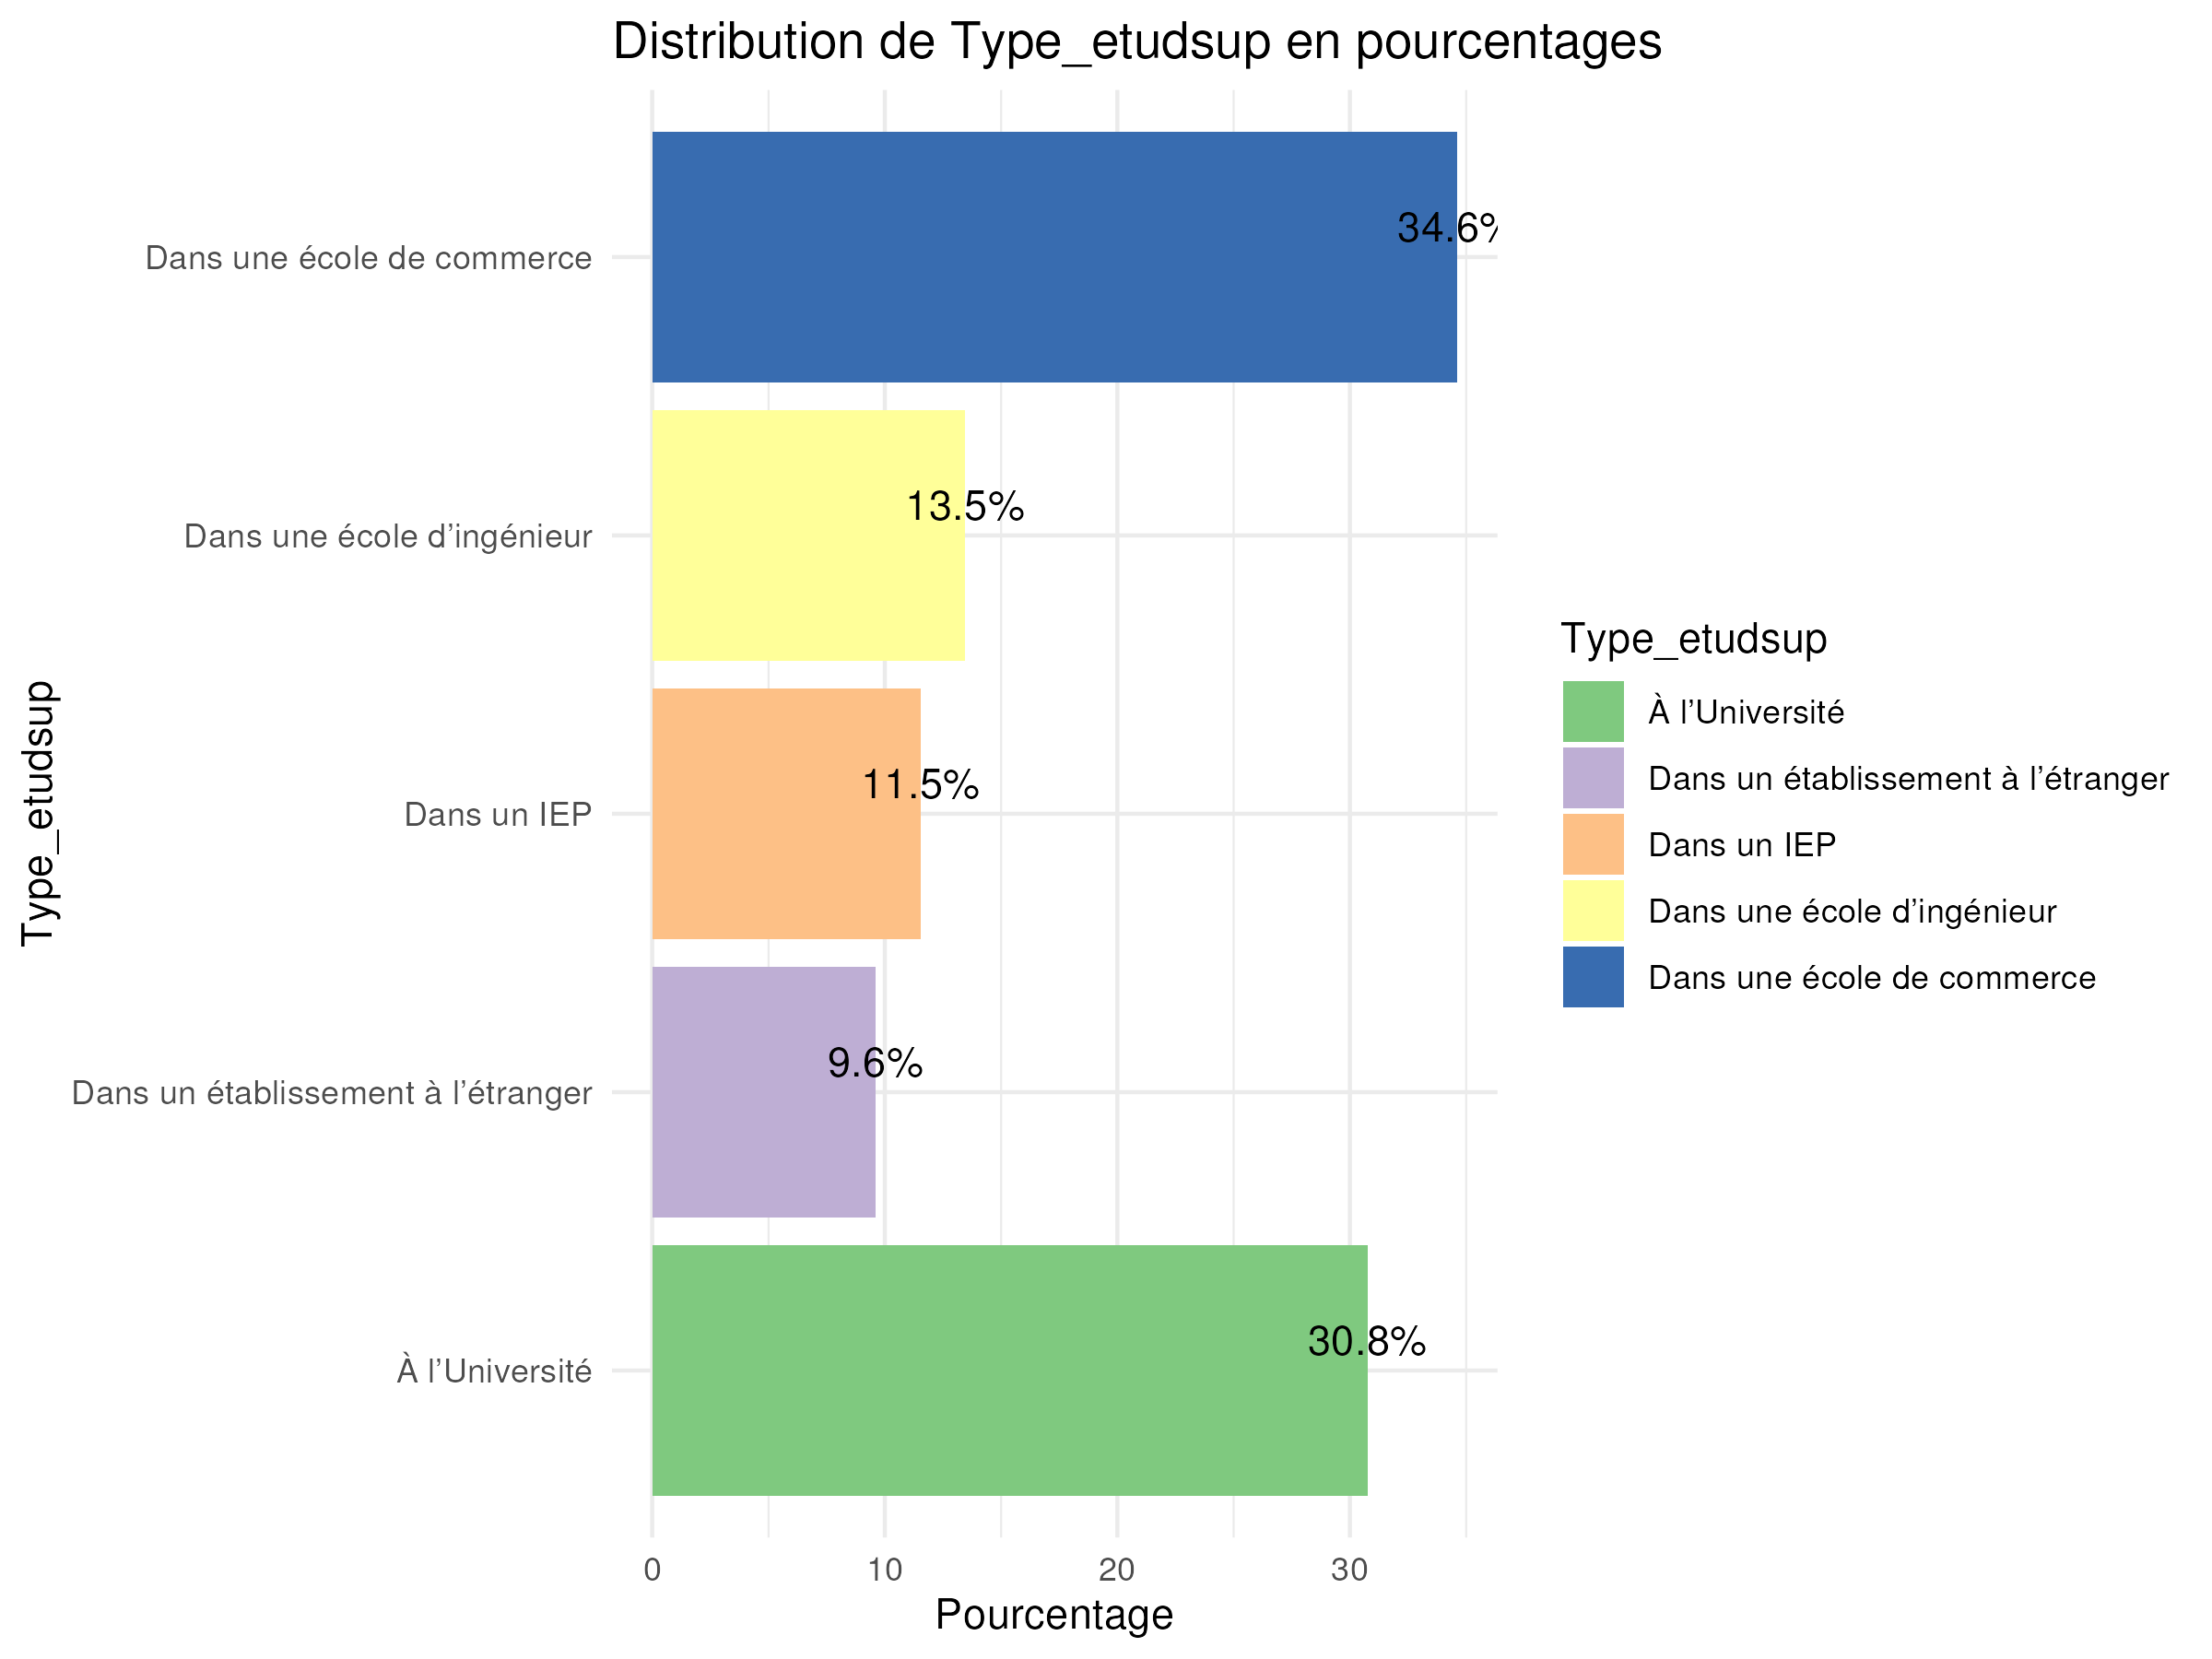 Distribution de Type_etudsup en pourcentages
Dans une école de commerce
34.6%
Dans une école d’ingénieur
13.5%
Dans un IEP
11.5%
Dans un établissement à l’étranger
9.6%
À l’Université
30.8%
Type_etudsup
0 10 20 30
Pourcentage
Type_etudsup
À l’Université
Dans un établissement à l’étranger
Dans un IEP
Dans une école d’ingénieur
Dans une école de commerce